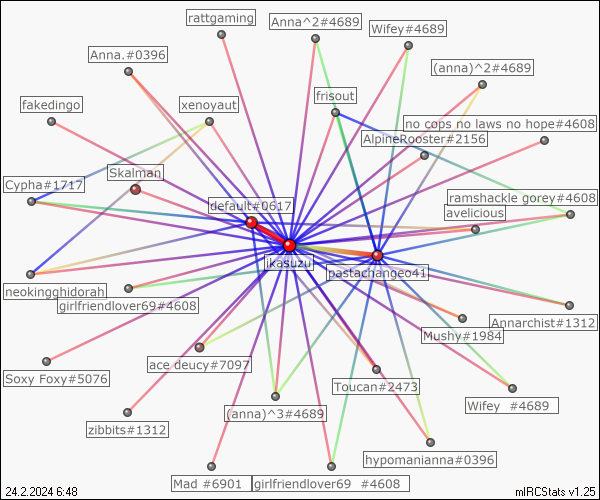 rattgaming
Anna^2#4689
Wifey#4689
Anna.#0396
(anna)^2#4689
fakedingo
xenoyaut
frisout
no cops no laws no hope#4608
AlpineRooster#2156
Skalman
Cypha#1717
default#0617
ramshackle gorey#4608
avelicious
jkasuzu
pastachange041
neokingghidorah
girlfriendlover69#4608
Annarchist#1312
Mushy#1984
Soxy Foxy#5076
ace deucy#7097
Toucan#2473
(anna)^3#4689
Wifey #4689
zibbits#1312
hypomanianna#0396
Mad #6901
girlfriendlover69 #4608
24.2.2024 6:48
mIRCStats v1.25